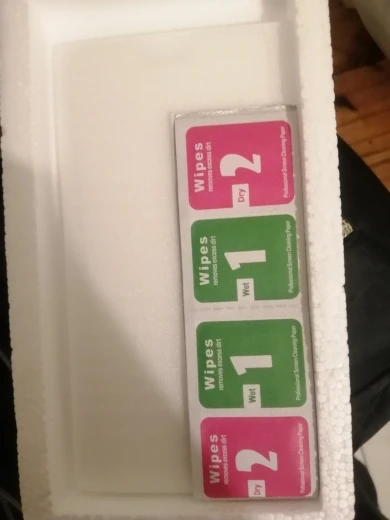 Wipes
removes excess dirt
Dry 2
Professional Screen Cleaning Paper
Wipes
removes excess dirt
Wet 1
Professional Screen Cleaning Paper
Wipes
removes excess dirt
Wet 1
Professional Screen Cleaning Paper
Wipes
removes excess dirt
Dry 2
Professional Screen Cleaning Paper